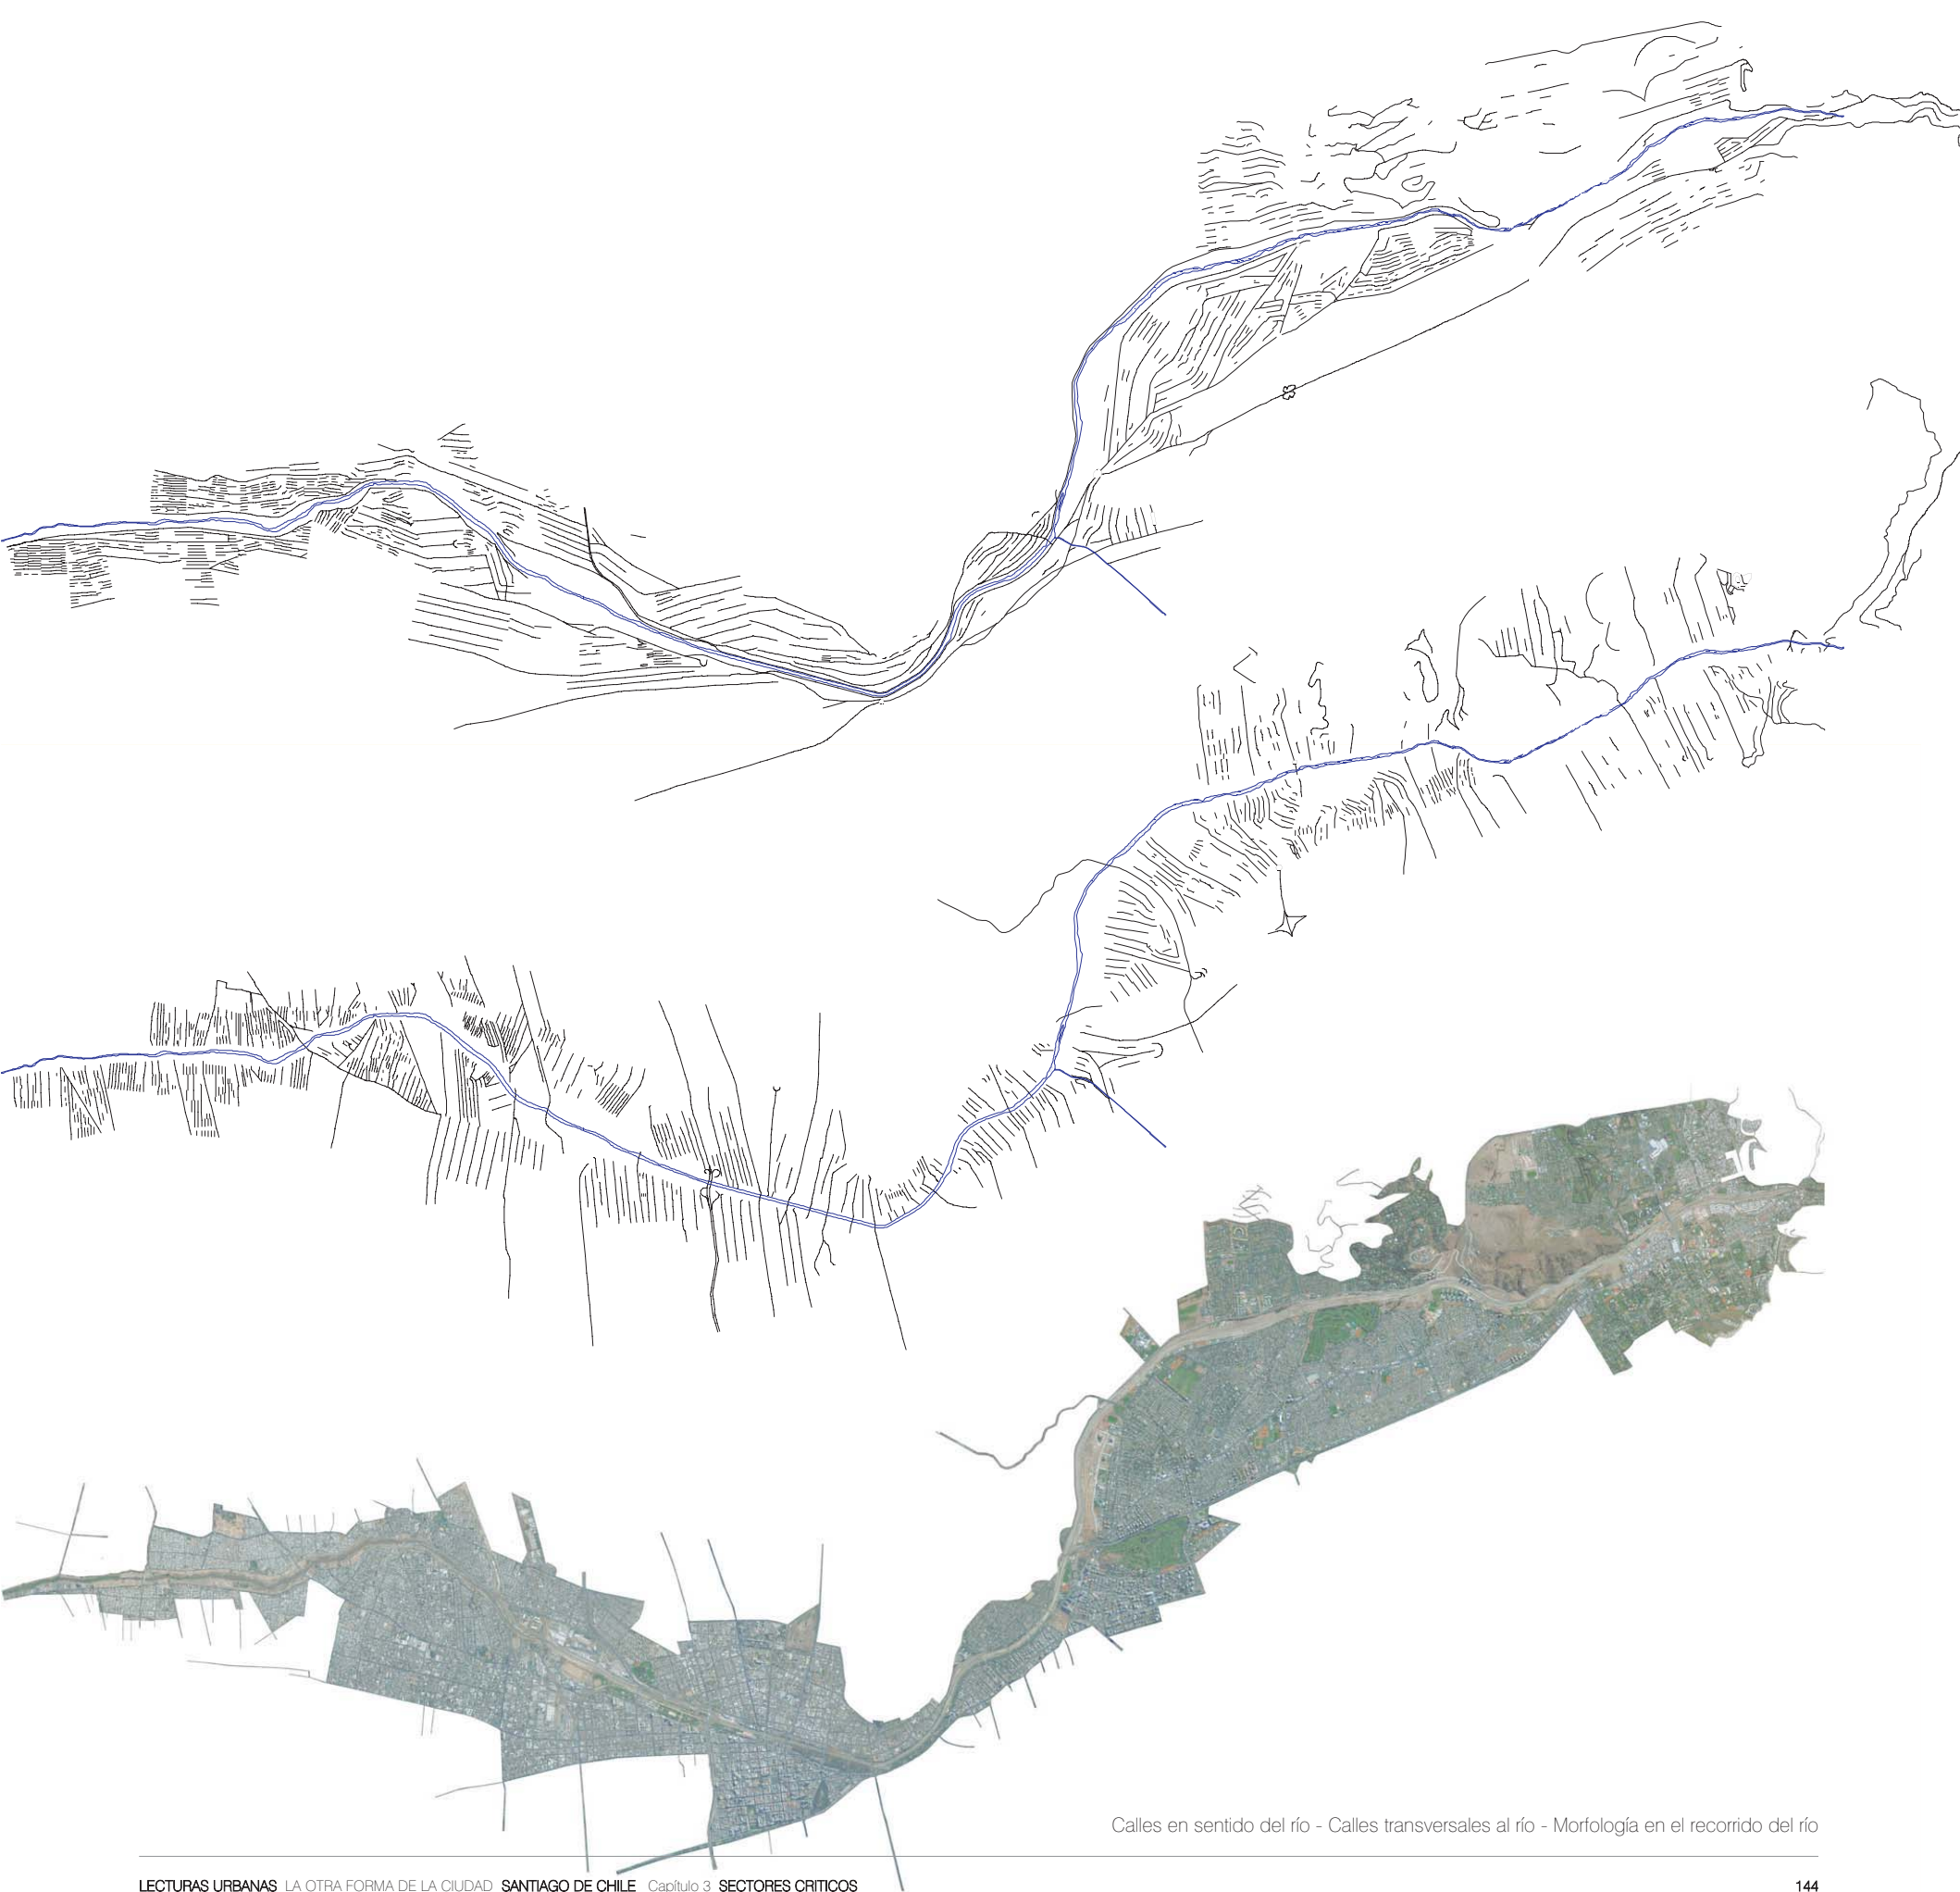 Calles en sentido del río - Calles transversales al río - Morfología en el recorrido del río
LECTURAS URBANAS LA OTRA FORMA DE LA CIUDAD SANTIAGO DE CHILE Capítulo 3 SECTORES CRITICOS 144